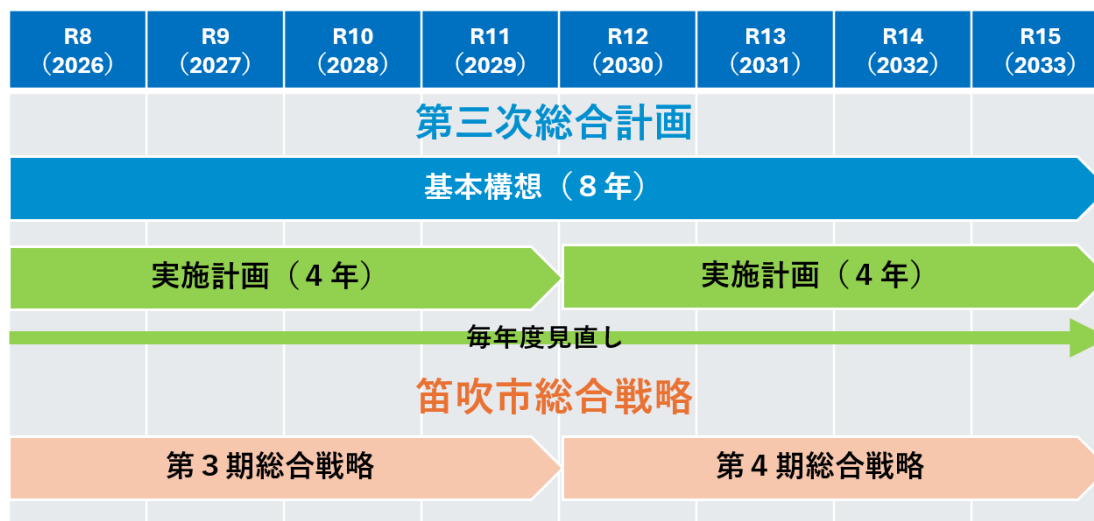 R8 R9 R10 R11 R12 R13 R14 R15
（2026） （2027） （2028） （2029） （2030） （2031） （2032） （2033）
第三次総合計画
基本構想（８年）
実施計画（４年） 実施計画（４年）
毎年度見直し
笛吹市総合戦略
第３期総合戦略 第４期総合戦略